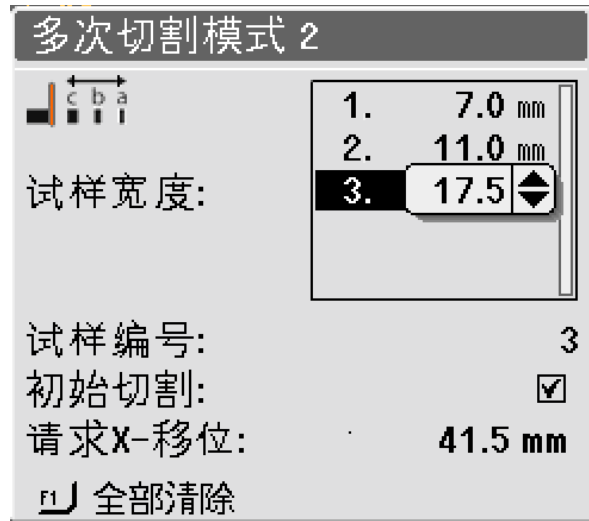 多次切割模式 2
c b a
1. 7.0 mm
2. 11.0 mm
试样宽度:
3. 17.5
试样编号: 3
初始切割:
请求X-移位: 41.5 mm
F1 全部清除